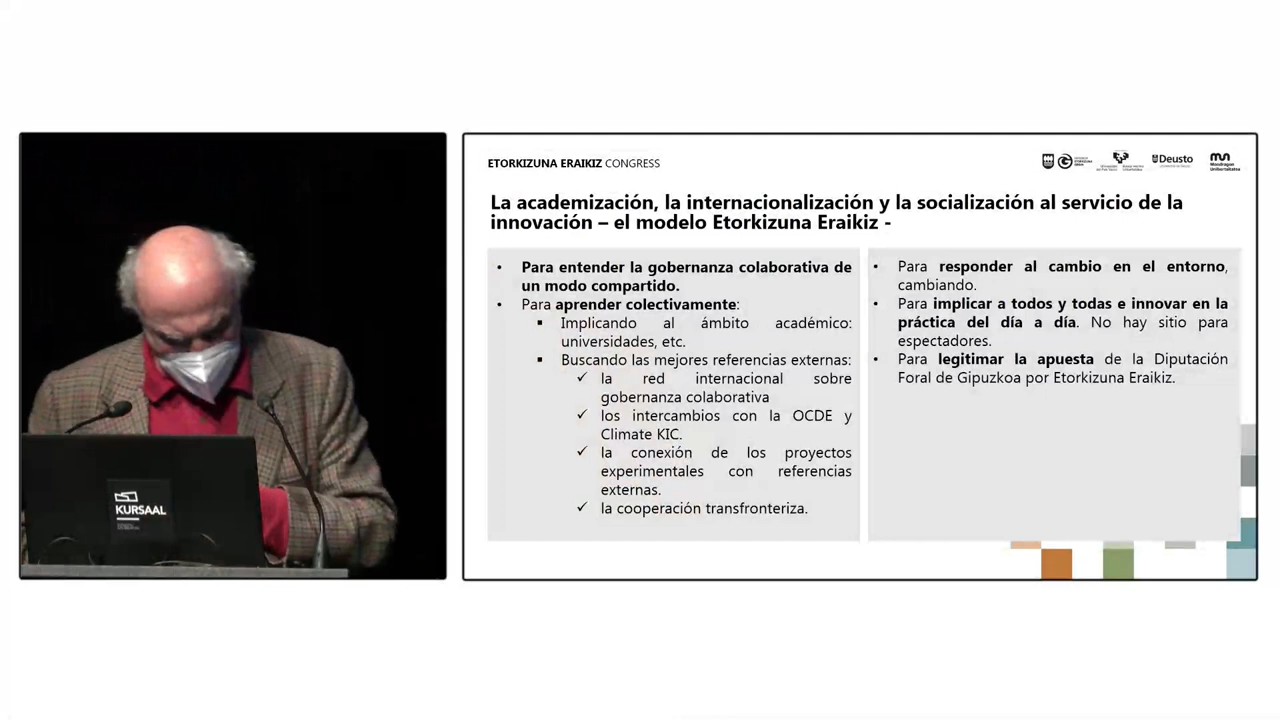 KURSAAL
ETORKIZUNA ERAIKIZ CONGRESS
Deusto
Mondragon
Unibertsitatea
La academización, la internacionalización y la socialización al servicio de la
innovación – el modelo Etorkizuna Eraikiz -
• Para entender la gobernanza colaborativa de
un modo compartido.
• Para aprender colectivamente:
▪ Implicando al ámbito académico:
universidades, etc.
▪ Buscando las mejores referencias externas:
✓ la red internacional sobre
gobernanza colaborativa
✓ los intercambios con la OCDE y
Climate KIC.
✓ la conexión de los proyectos
experimentales con referencias
externas.
✓ la cooperación transfronteriza.
• Para responder al cambio en el entorno,
cambiando.
• Para implicar a todos y todas e innovar en la
práctica del día a día. No hay sitio para
espectadores.
• Para legitimar la apuesta de la Diputación
Foral de Gipuzkoa por Etorkizuna Eraikiz.